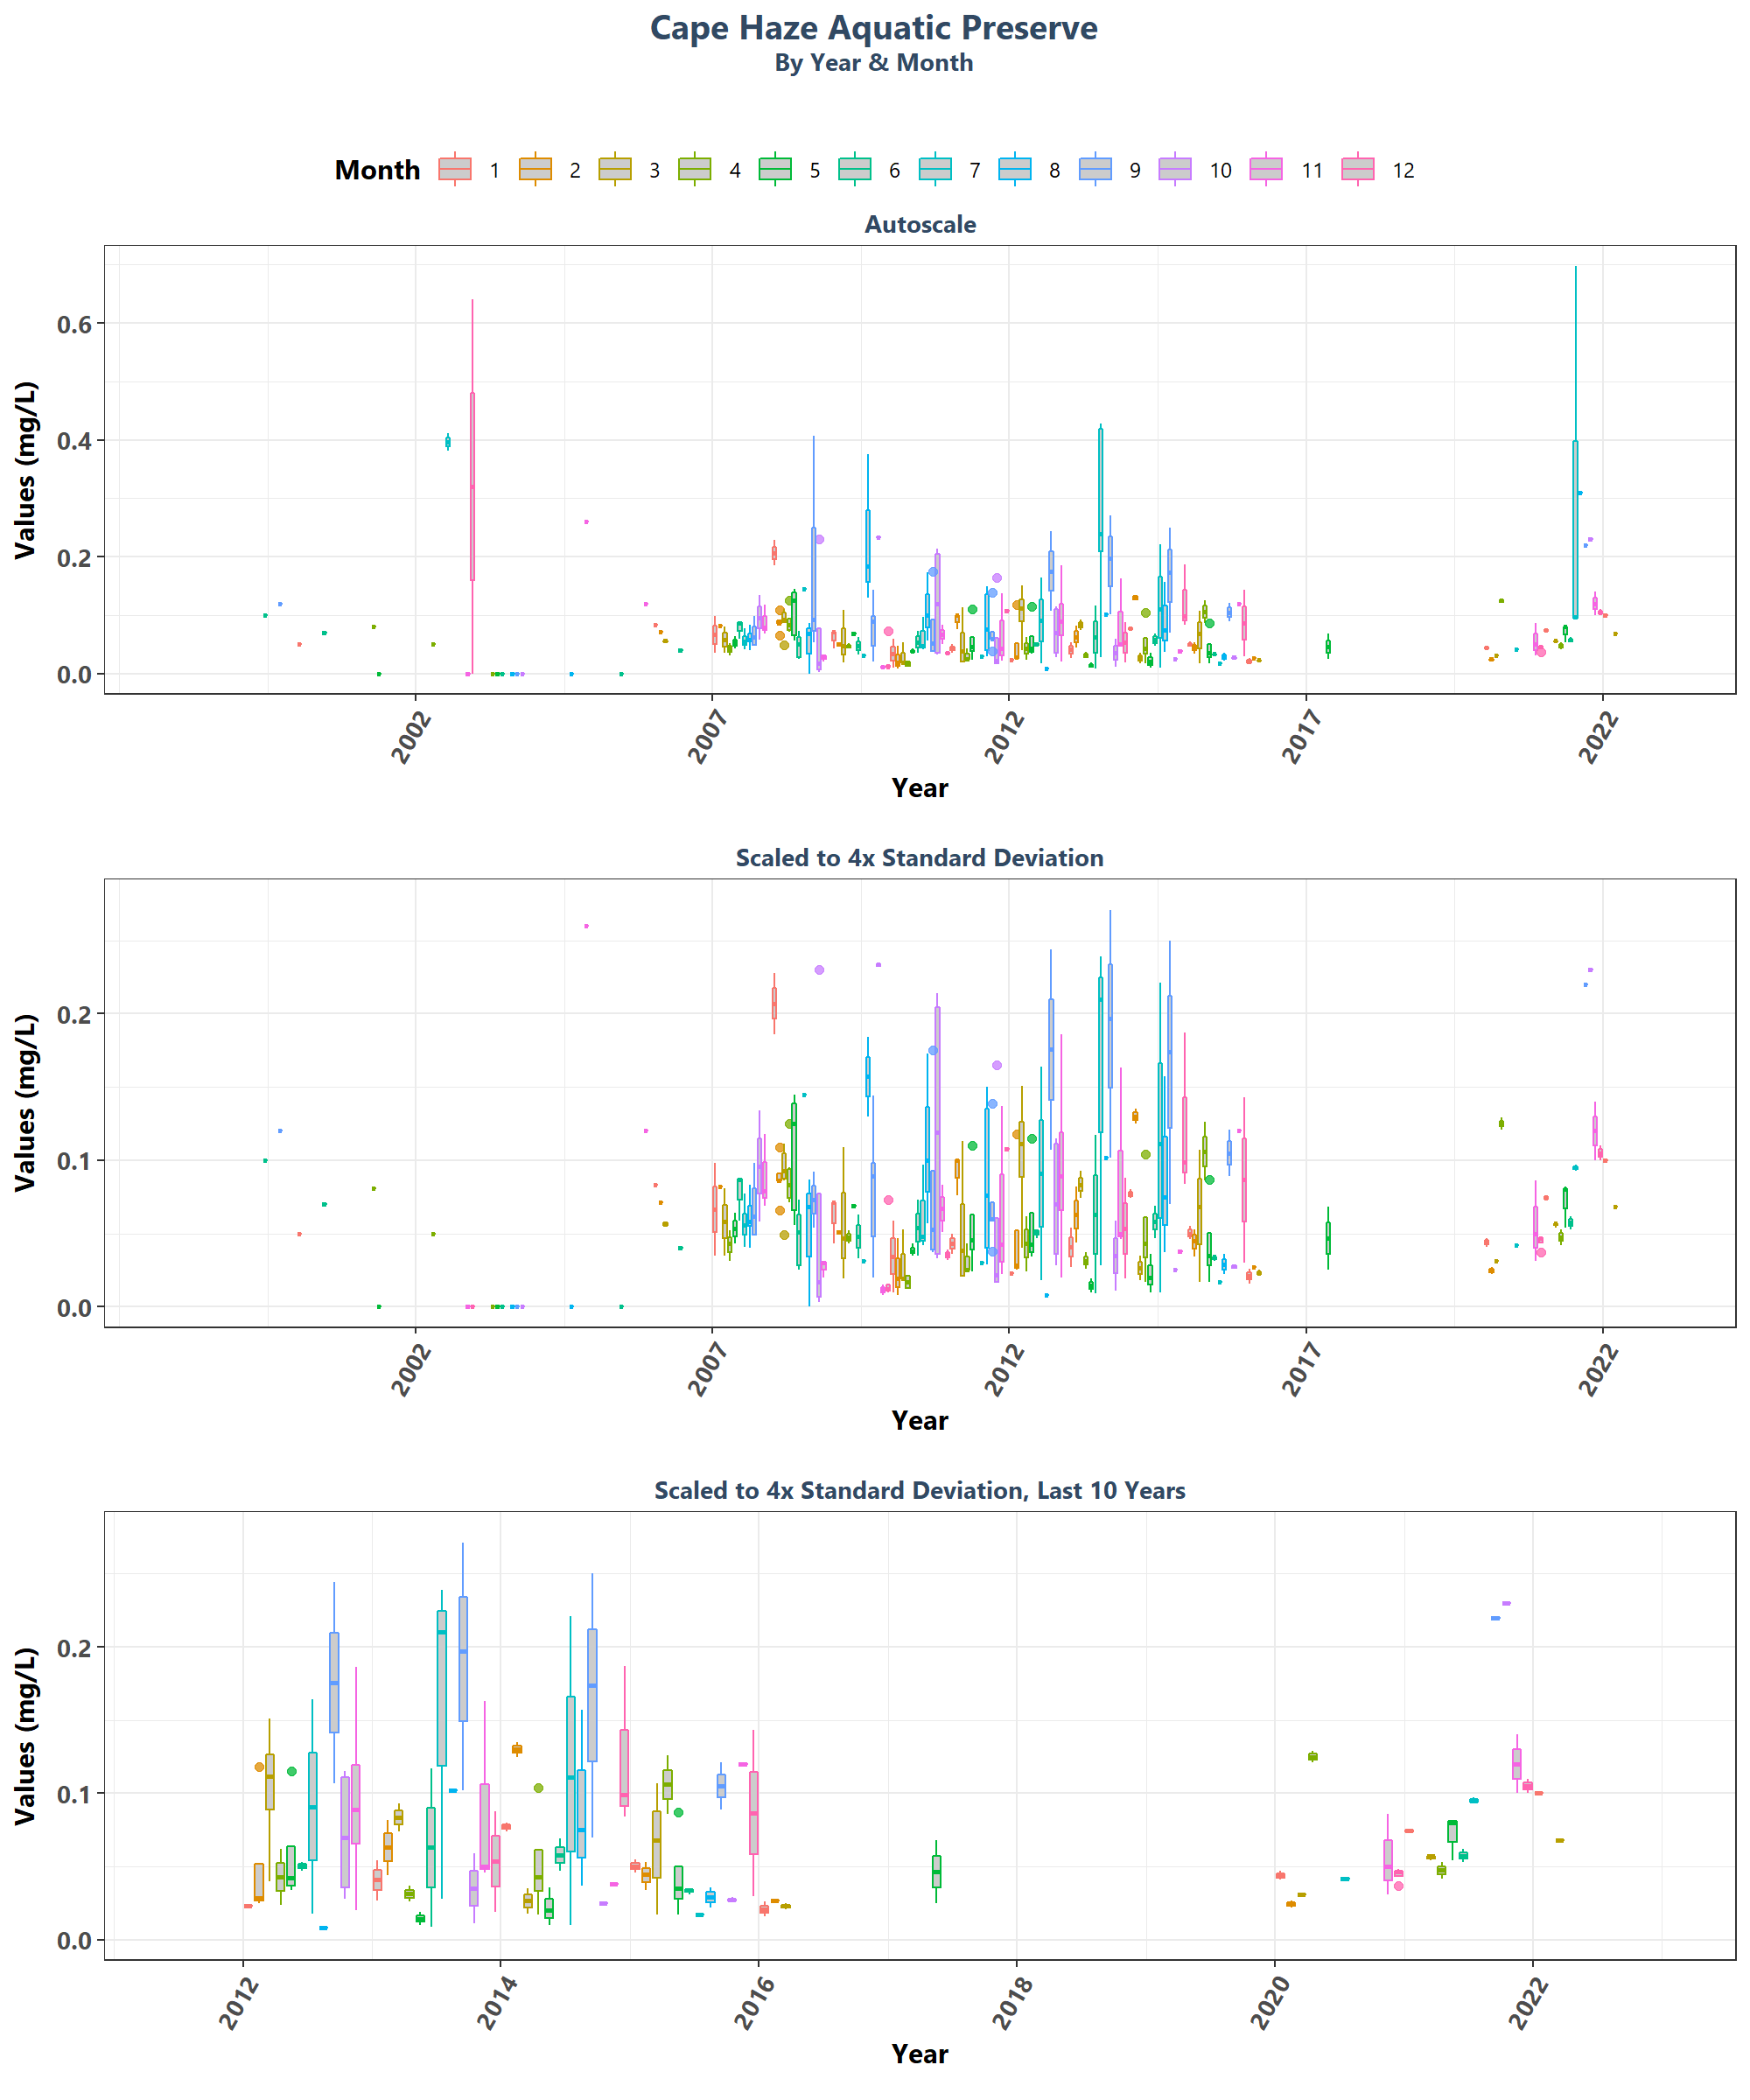 Cape Haze Aquatic Preserve
By Year & Month
Month 1 2 3 4 5 6 7 8 9 10 11 12
Autoscale
Values (mg/L)
0.6
0.4
0.2
0.0
2002 2007 2012 2017 2022
Year
Scaled to 4x Standard Deviation
Values (mg/L)
0.2
0.1
0.0
2002 2007 2012 2017 2022
Year
Scaled to 4x Standard Deviation, Last 10 Years
Values (mg/L)
0.2
0.1
0.0
2012 2014 2016 2018 2020 2022
Year